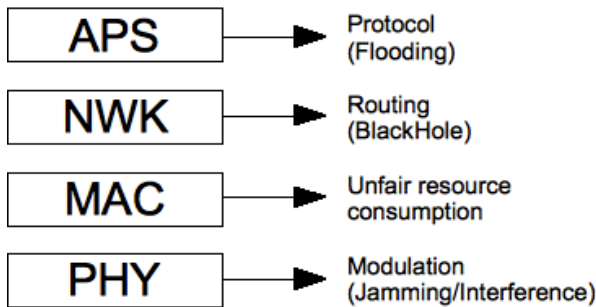 APS
Protocol
(Flooding)
NWK
Routing
(BlackHole)
MAC
Unfair resource
consumption
PHY
Modulation
(Jamming/Interference)